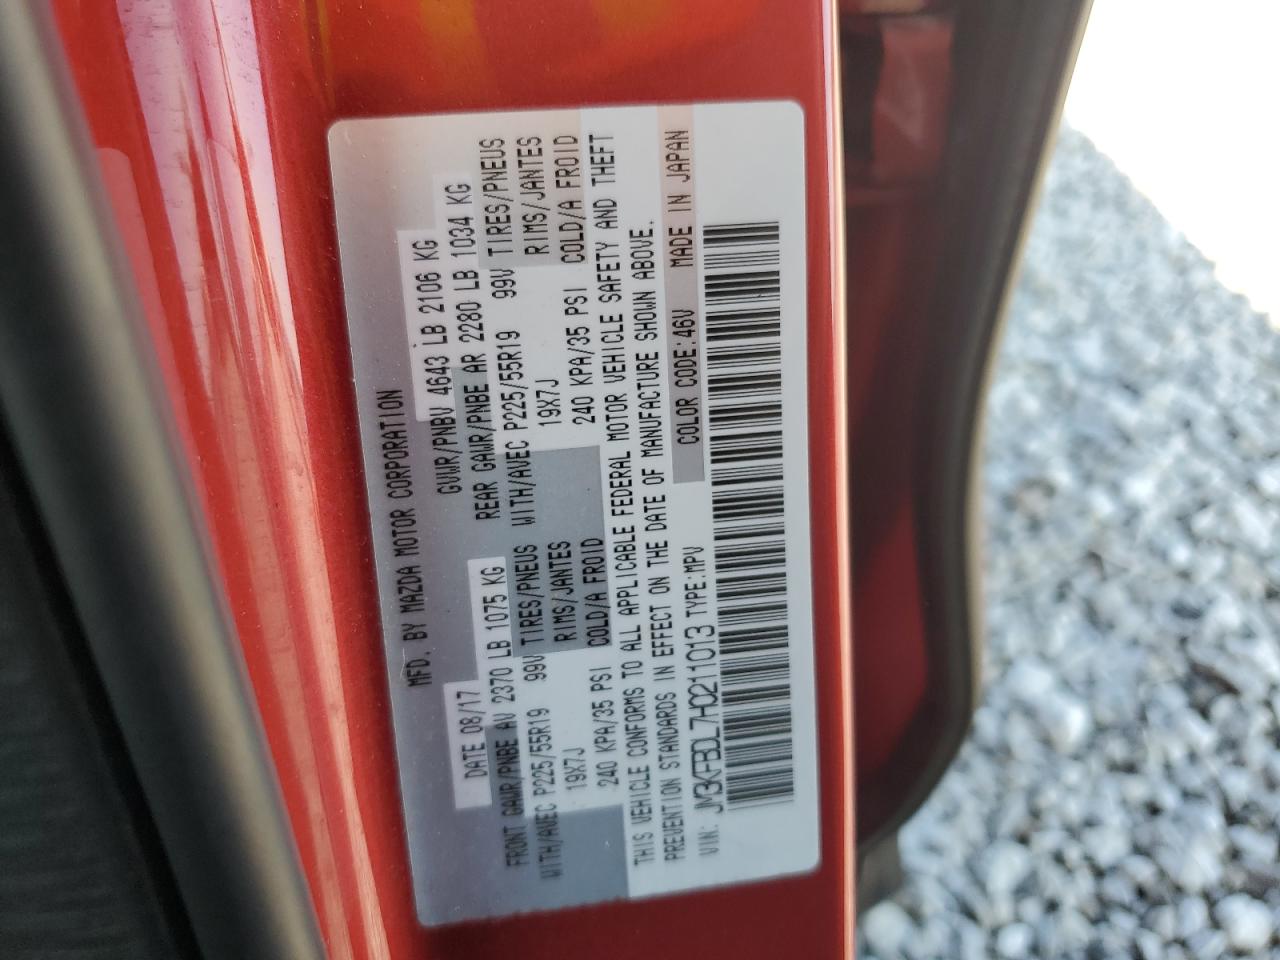 MFD. BY MAZDA MOTOR CORPORATION
DATE 08/17 GVWR/PNBV 4643 LB 2106 KG
FRONT GAWR/PNBE AV 2370 LB 1075 KG REAR GAWR/PNBE AR 2280 LB 1034 KG
WITH/AVEC P225/55R19 99V TIRES/PNEUS WITH/AVEC P225/55R19 99V TIRES/PNEUS
19X7J RIMS/JANTES 19X7J RIMS/JANTES
240 KPA/35 PSI COLD/A FROID 240 KPA/35 PSI COLD/A FROID
THIS VEHICLE CONFORMS TO ALL APPLICABLE FEDERAL MOTOR VEHICLE SAFETY AND THEFT
PREVENTION STANDARDS IN EFFECT ON THE DATE OF MANUFACTURE SHOWN ABOVE.
VIN: JM3KFBDL7H0211013 TYPE:MPV COLOR CODE:46V MADE IN JAPAN